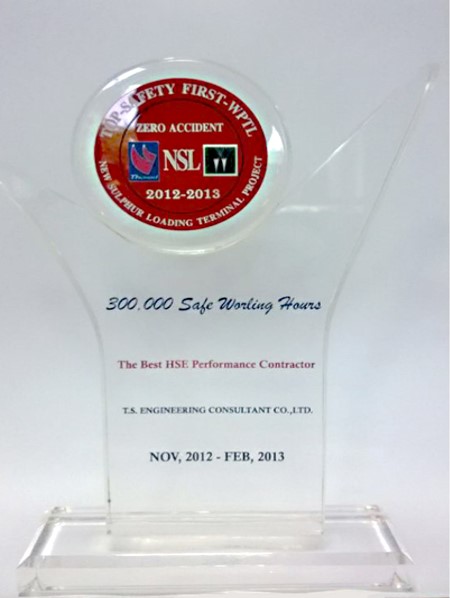 TOP-SAFETY FIRST-WPTL
ZERO ACCIDENT
NSL
2012-2013
NEW SULPHUR LOADING TERMINAL PROJECT
300,000 Safe Worling Hours
The Best HSE Performance Contractor
T.S. ENGINEERING CONSULTANT CO.,LTD.
NOV, 2012 - FEB, 2013